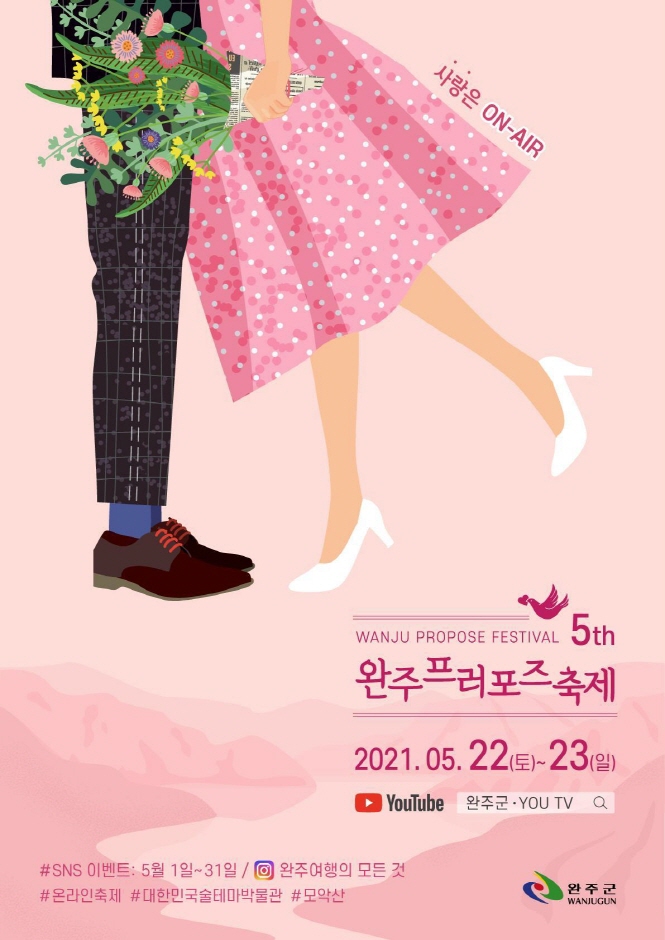 사랑은 ON-AIR
WANJU PROPOSE FESTIVAL 5th
완주프러포즈축제
2021. 05. 22(토)~23(일)
YouTube 완주군·YOU TV
#SNS 이벤트: 5월 1일~31일 / 완주여행의 모든 것
#온라인축제 #대한민국술테마박물관 #모악산
완주군
WANJUGUN